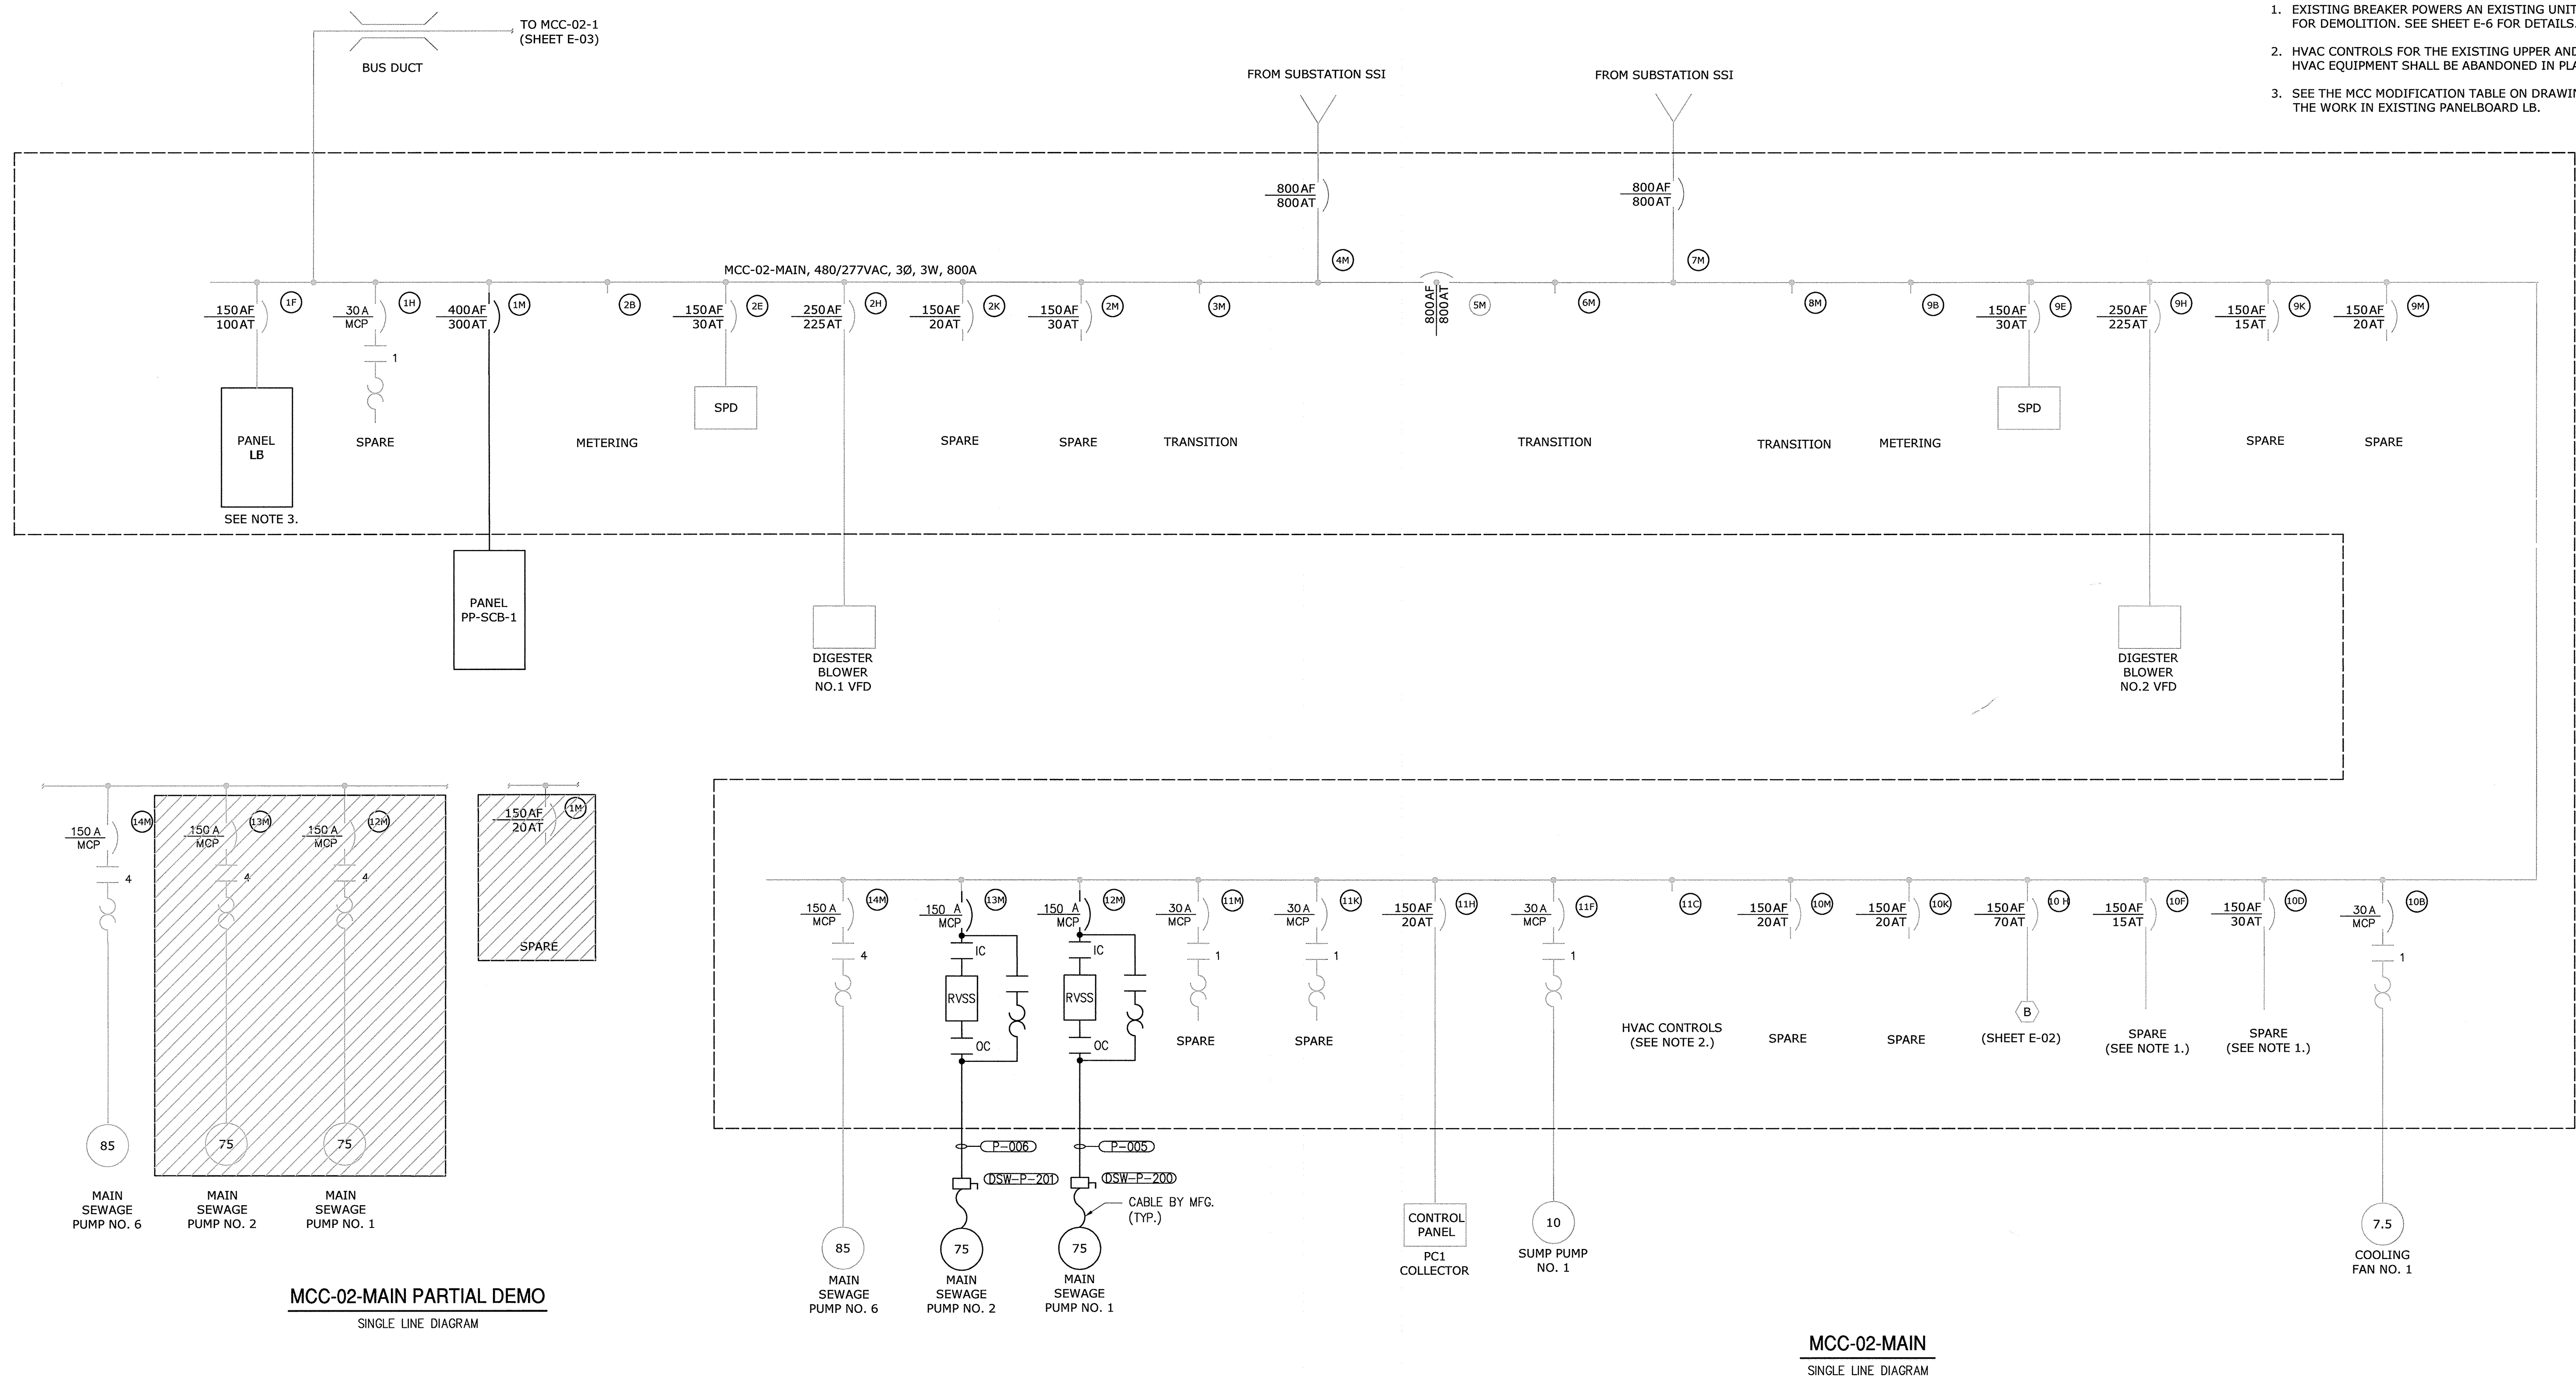 1. EXISTING BREAKER POWERS AN EXISTING UNIT
FOR DEMOLITION. SEE SHEET E-6 FOR DETAILS.
2. HVAC CONTROLS FOR THE EXISTING UPPER AND
HVAC EQUIPMENT SHALL BE ABANDONED IN
3. SEE THE MCC MODIFICATION TABLE ON
THE WORK IN EXISTING PANELBOARD LB.
TO MCC-02-1
(SHEET E-03)
BUS DUCT
FROM SUBSTATION SSI
FROM SUBSTATION SSI
800AF
800AT
4M
800AF
800AT
7M
MCC-02-MAIN, 480/277VAC, 3Ø, 3W, 800A
150AF
100AT
1F
PANEL
LB
SEE NOTE 3.
30A
MCP
1H
1
SPARE
400AF
300AT
1M
PANEL
PP-SCB-1
2B
METERING
150AF
30AT
2E
SPD
250AF
225AT
2H
DIGESTER
BLOWER
NO.1 VFD
150AF
20AT
2K
SPARE
150AF
30AT
2M
SPARE
3M
TRANSITION
800AF
800AT
5M
6M
TRANSITION
8M
TRANSITION
9B
METERING
150AF
30AT
9E
SPD
250AF
225AT
9H
DIGESTER
BLOWER
NO.2 VFD
150AF
15AT
9K
SPARE
150AF
20AT
9M
SPARE
150A
MCP
14M
4
85
MAIN
SEWAGE
PUMP NO. 6
150A
MCP
13M
4
75
MAIN
SEWAGE
PUMP NO. 2
150A
MCP
12M
4
75
MAIN
SEWAGE
PUMP NO. 1
150AF
20AT
1M
SPARE
MCC-02-MAIN PARTIAL DEMO
SINGLE LINE DIAGRAM
150A
MCP
14M
4
85
MAIN
SEWAGE
PUMP NO. 6
150 A
MCP
13M
IC
RVSS
OC
P-006
DSW-P-201
75
MAIN
SEWAGE
PUMP NO. 2
150 A
MCP
12M
IC
RVSS
OC
P-005
DSW-P-200
CABLE BY MFG.
(TYP.)
75
MAIN
SEWAGE
PUMP NO. 1
30A
MCP
11M
1
SPARE
30A
MCP
11K
1
SPARE
150AF
20AT
11H
CONTROL
PANEL
PC1
COLLECTOR
30A
MCP
11F
1
10
SUMP PUMP
NO. 1
11C
HVAC CONTROLS
(SEE NOTE 2.)
150AF
20AT
10M
SPARE
150AF
20AT
10K
SPARE
150AF
70AT
10 H
B
(SHEET E-02)
150AF
15AT
10F
SPARE
(SEE NOTE 1.)
150AF
30AT
10D
SPARE
(SEE NOTE 1.)
30A
MCP
10B
1
7.5
COOLING
FAN NO. 1
MCC-02-MAIN
SINGLE LINE DIAGRAM